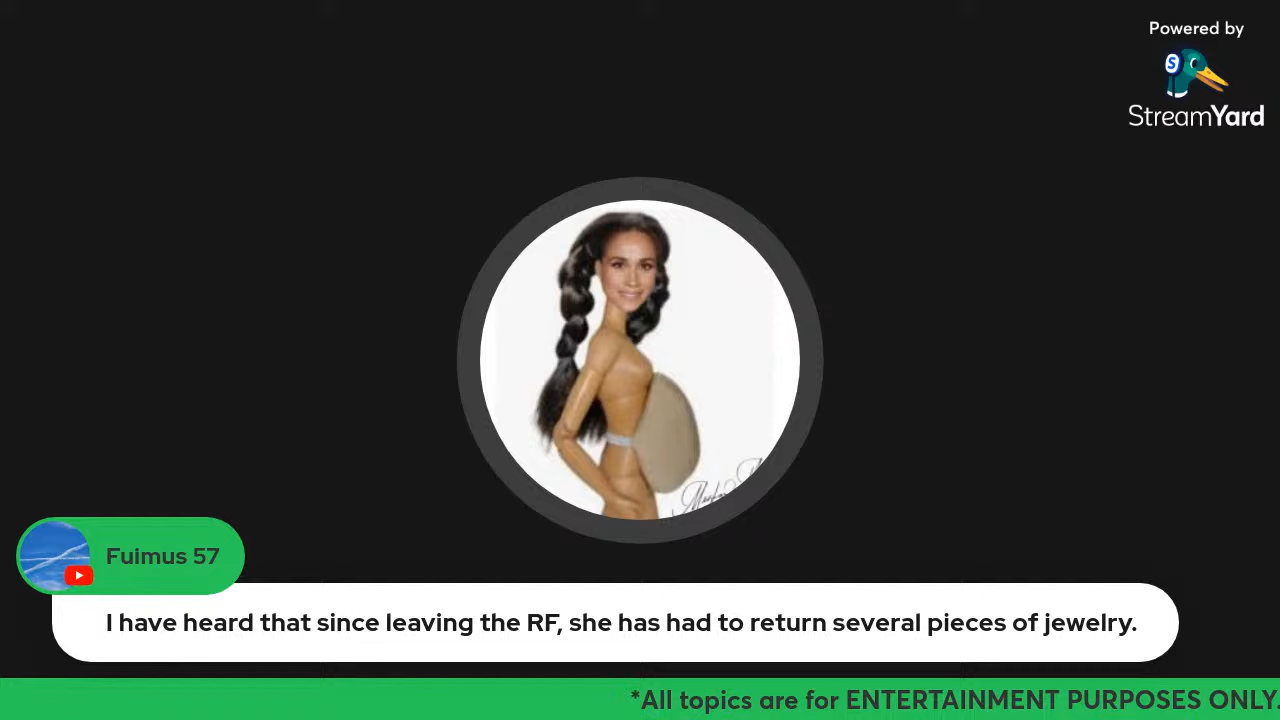 Powered by
S
StreamYard
Fuimus 57
I have heard that since leaving the RF, she has had to return several pieces of jewelry.
*All topics are for ENTERTAINMENT PURPOSES ONLY.